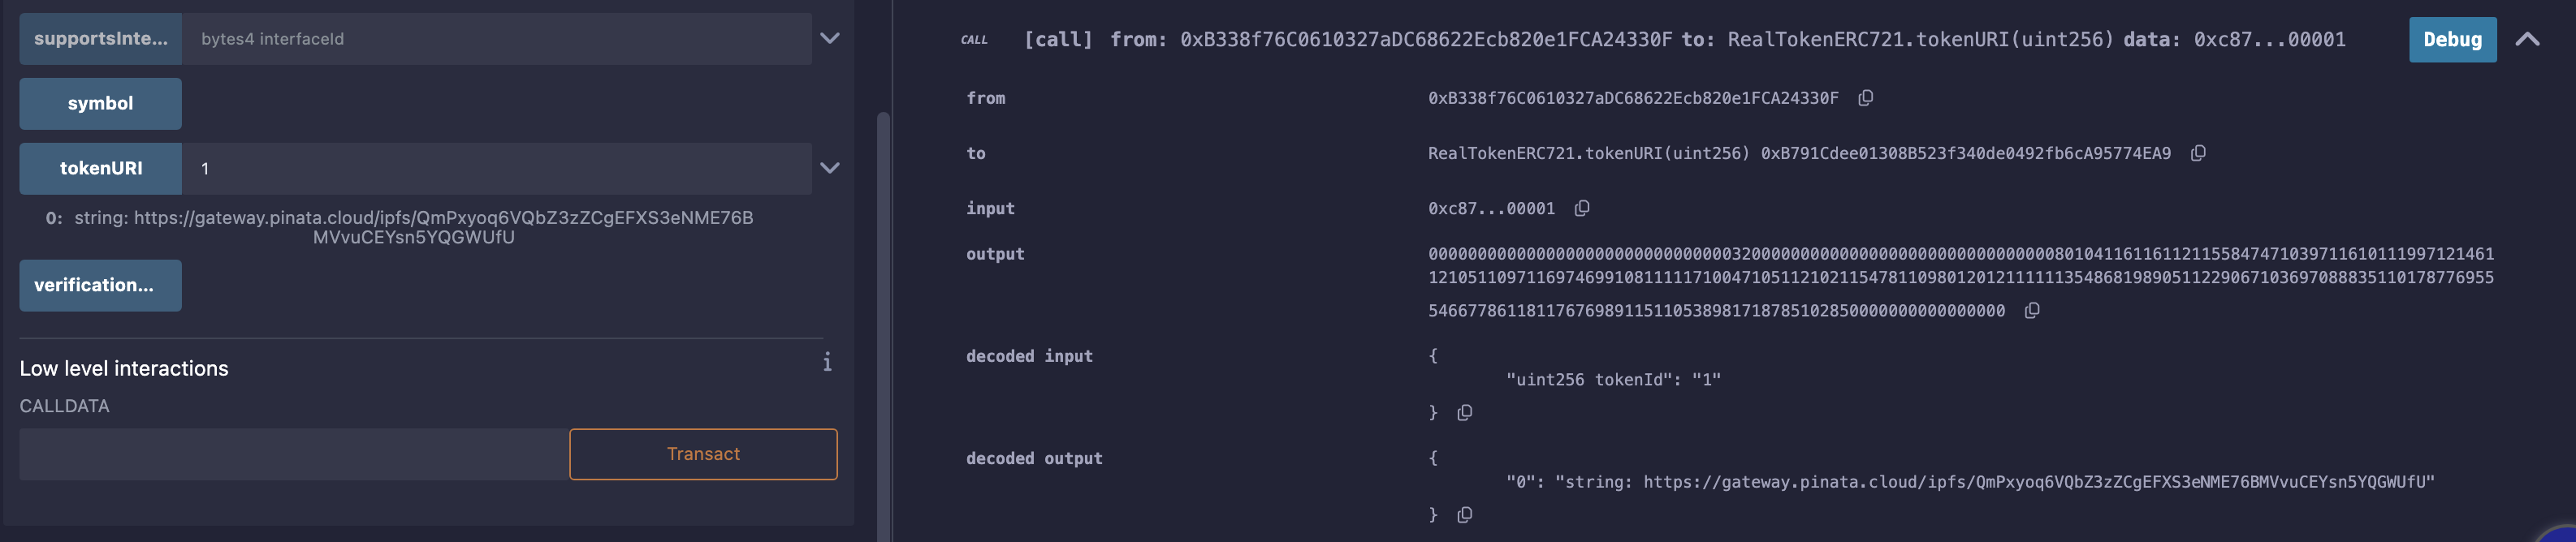 supportsInte...
bytes4 interfaceId
symbol
tokenURI
1
0: string: https://gateway.pinata.cloud/ipfs/QmPxyoq6VQbZ3zZCgEFXS3eNME76B
MVvuCEYsn5YQGWUfU
verification...
Low level interactions
i
CALLDATA
Transact
CALL [call] from: 0xB338f76C0610327aDC68622Ecb820e1FCA24330F to: RealTokenERC721.tokenURI(uint256) data: 0xc87...00001
Debug
from 0xB338f76C0610327aDC68622Ecb820e1FCA24330F
to RealTokenERC721.tokenURI(uint256) 0xB791Cdee01308B523f340de0492fb6cA95774EA9
input 0xc87...00001
output
decoded input {
"uint256 tokenId": "1"
}
decoded output {
"0": "string: https://gateway.pinata.cloud/ipfs/QmPxyoq6VQbZ3zZCgEFXS3eNME76BMVvuCEYsn5YQGWUfU"
}